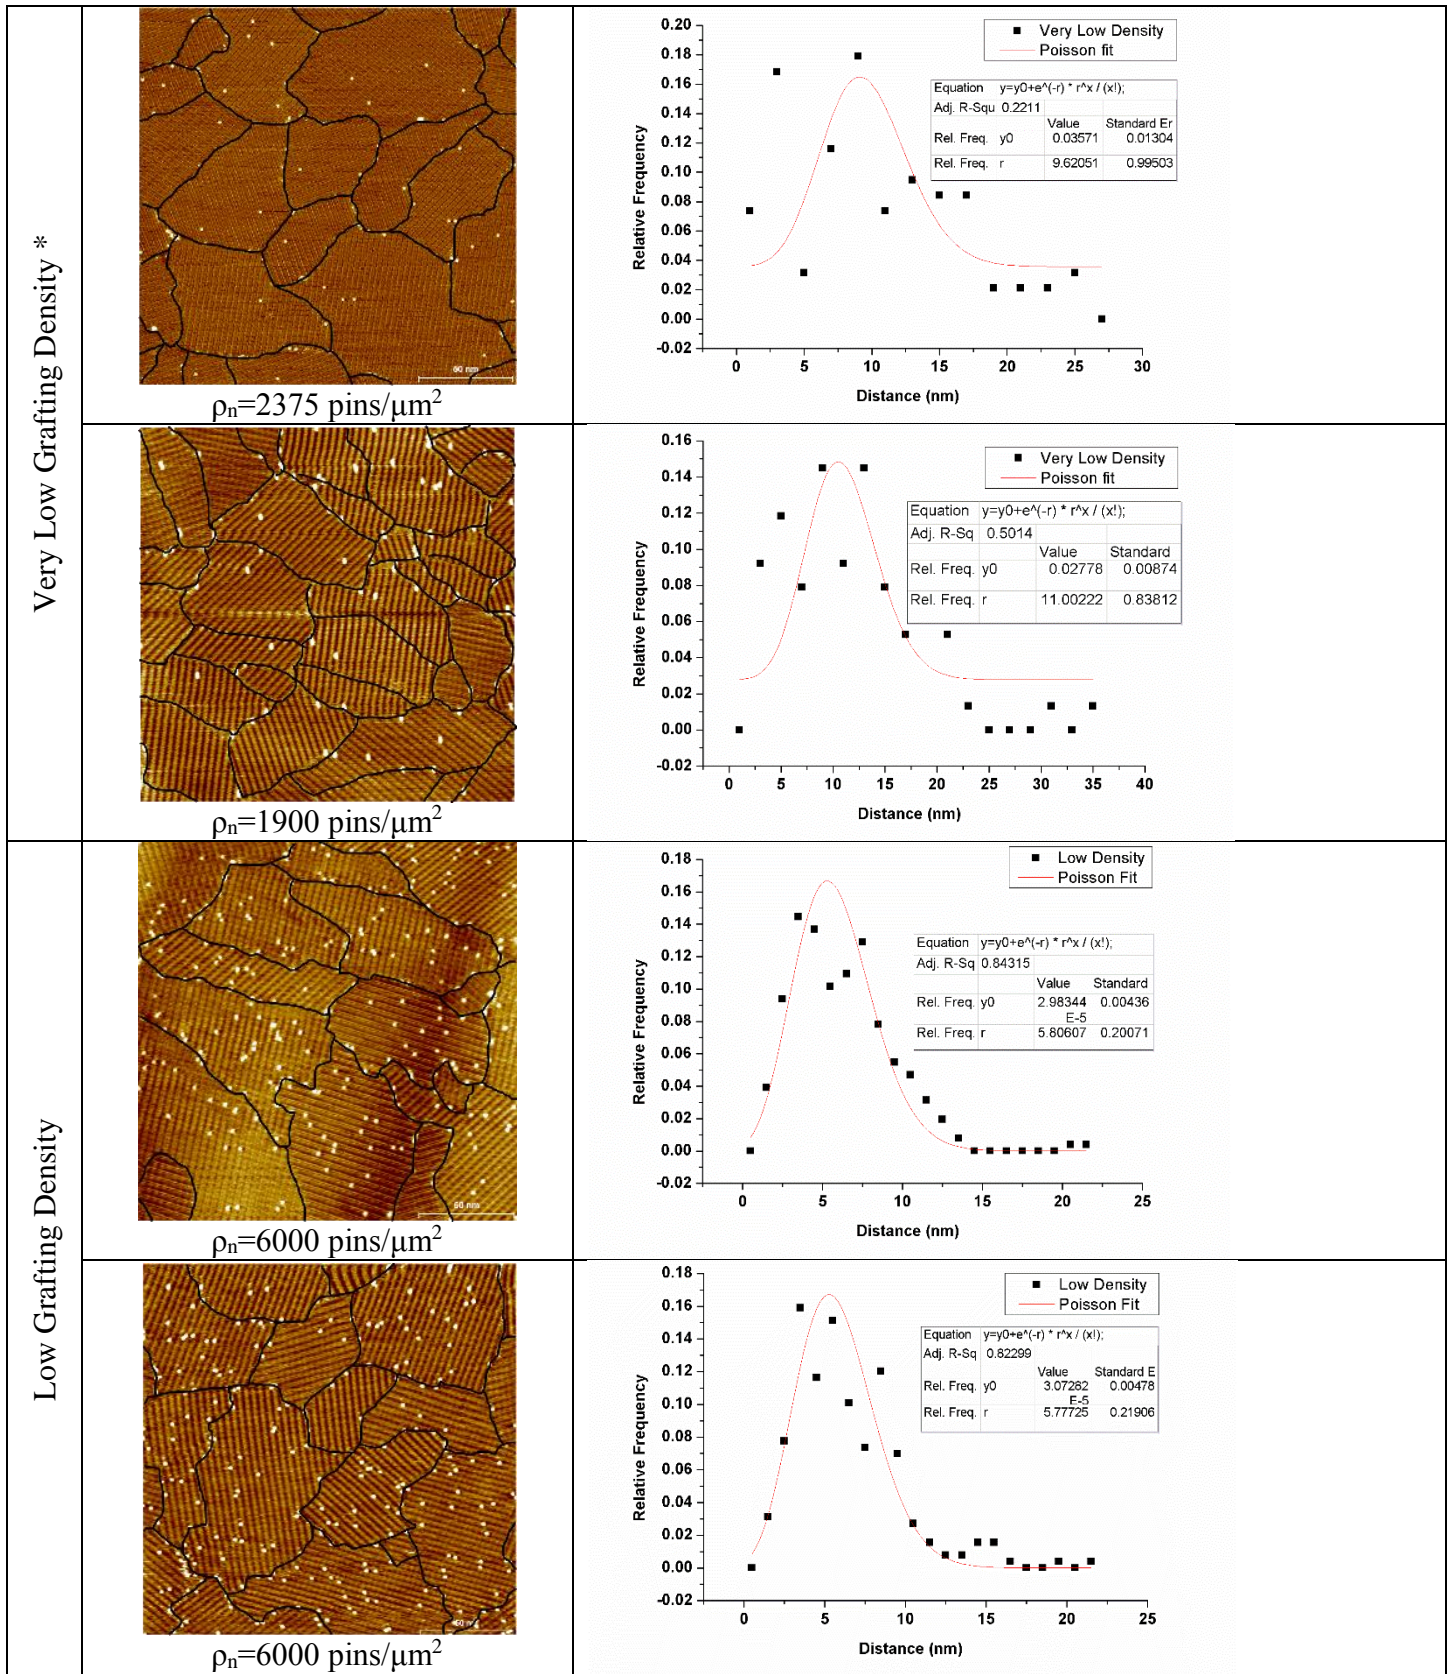 Very Low Grafting Density *
60 nm
ρn=2375 pins/μm²
0.20
0.18
0.16
0.14
0.12
0.10
0.08
0.06
0.04
0.02
0.00
-0.02
Relative Frequency
0 5 10 15 20 25 30
Distance (nm)
Very Low Density
Poisson fit
Equation y=y0+e^(-r) * r^x / (x!);
Adj. R-Squ 0.2211
Value Standard Er
Rel. Freq. y0 0.03571 0.01304
Rel. Freq. r 9.62051 0.99503
ρn=1900 pins/μm²
0.16
0.14
0.12
0.10
0.08
0.06
0.04
0.02
0.00
-0.02
Relative Frequency
0 5 10 15 20 25 30 35 40
Distance (nm)
Very Low Density
Poisson fit
Equation y=y0+e^(-r) * r^x / (x!);
Adj. R-Sq 0.5014
Value Standard
Rel. Freq. y0 0.02778 0.00874
Rel. Freq. r 11.00222 0.83812
Low Grafting Density
60 nm
ρn=6000 pins/μm²
0.18
0.16
0.14
0.12
0.10
0.08
0.06
0.04
0.02
0.00
-0.02
Relative Frequency
0 5 10 15 20 25
Distance (nm)
Low Density
Poisson Fit
Equation y=y0+e^(-r) * r^x / (x!);
Adj. R-Sq 0.84315
Value Standard
Rel. Freq. y0 2.98344 0.00436
E-5
Rel. Freq. r 5.80607 0.20071
60 nm
ρn=6000 pins/μm²
0.18
0.16
0.14
0.12
0.10
0.08
0.06
0.04
0.02
0.00
-0.02
Relative Frequency
0 5 10 15 20 25
Distance (nm)
Low Density
Poisson Fit
Equation y=y0+e^(-r) * r^x / (x!);
Adj. R-Sq 0.82299
Value Standard E
Rel. Freq. y0 3.07282 0.00478
E-5
Rel. Freq. r 5.77725 0.21906